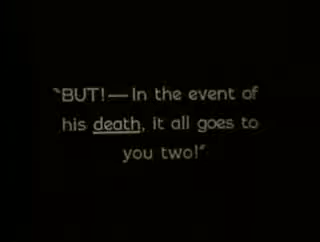 "BUT!—In the event of
his death, it all goes to
you two!"